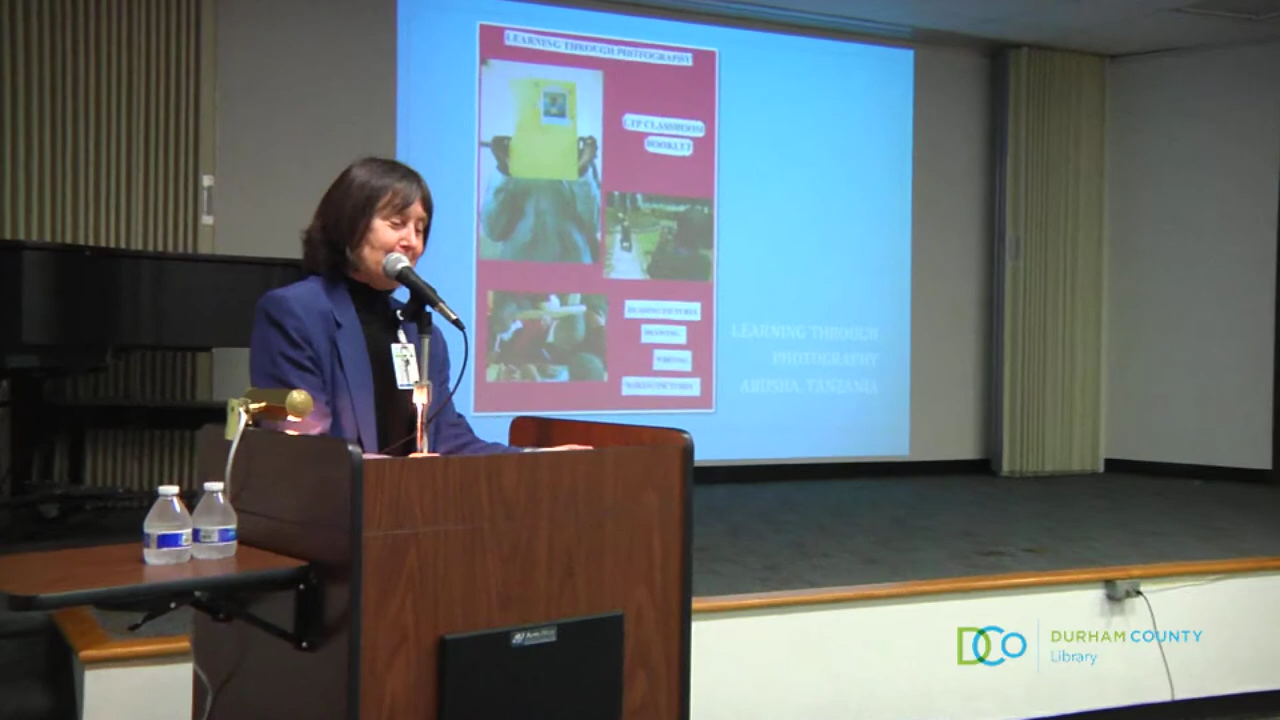 LEARNING THROUGH PHOTOGRAPHY
LTP CLASSROOM
BOOKLET
READING PICTURES
DRAWING
WRITING
MAKING PICTURES
LEARNING THROUGH
PHOTOGRAPHY
ARUSHA, TANZANIA
DCo
DURHAM COUNTY
Library